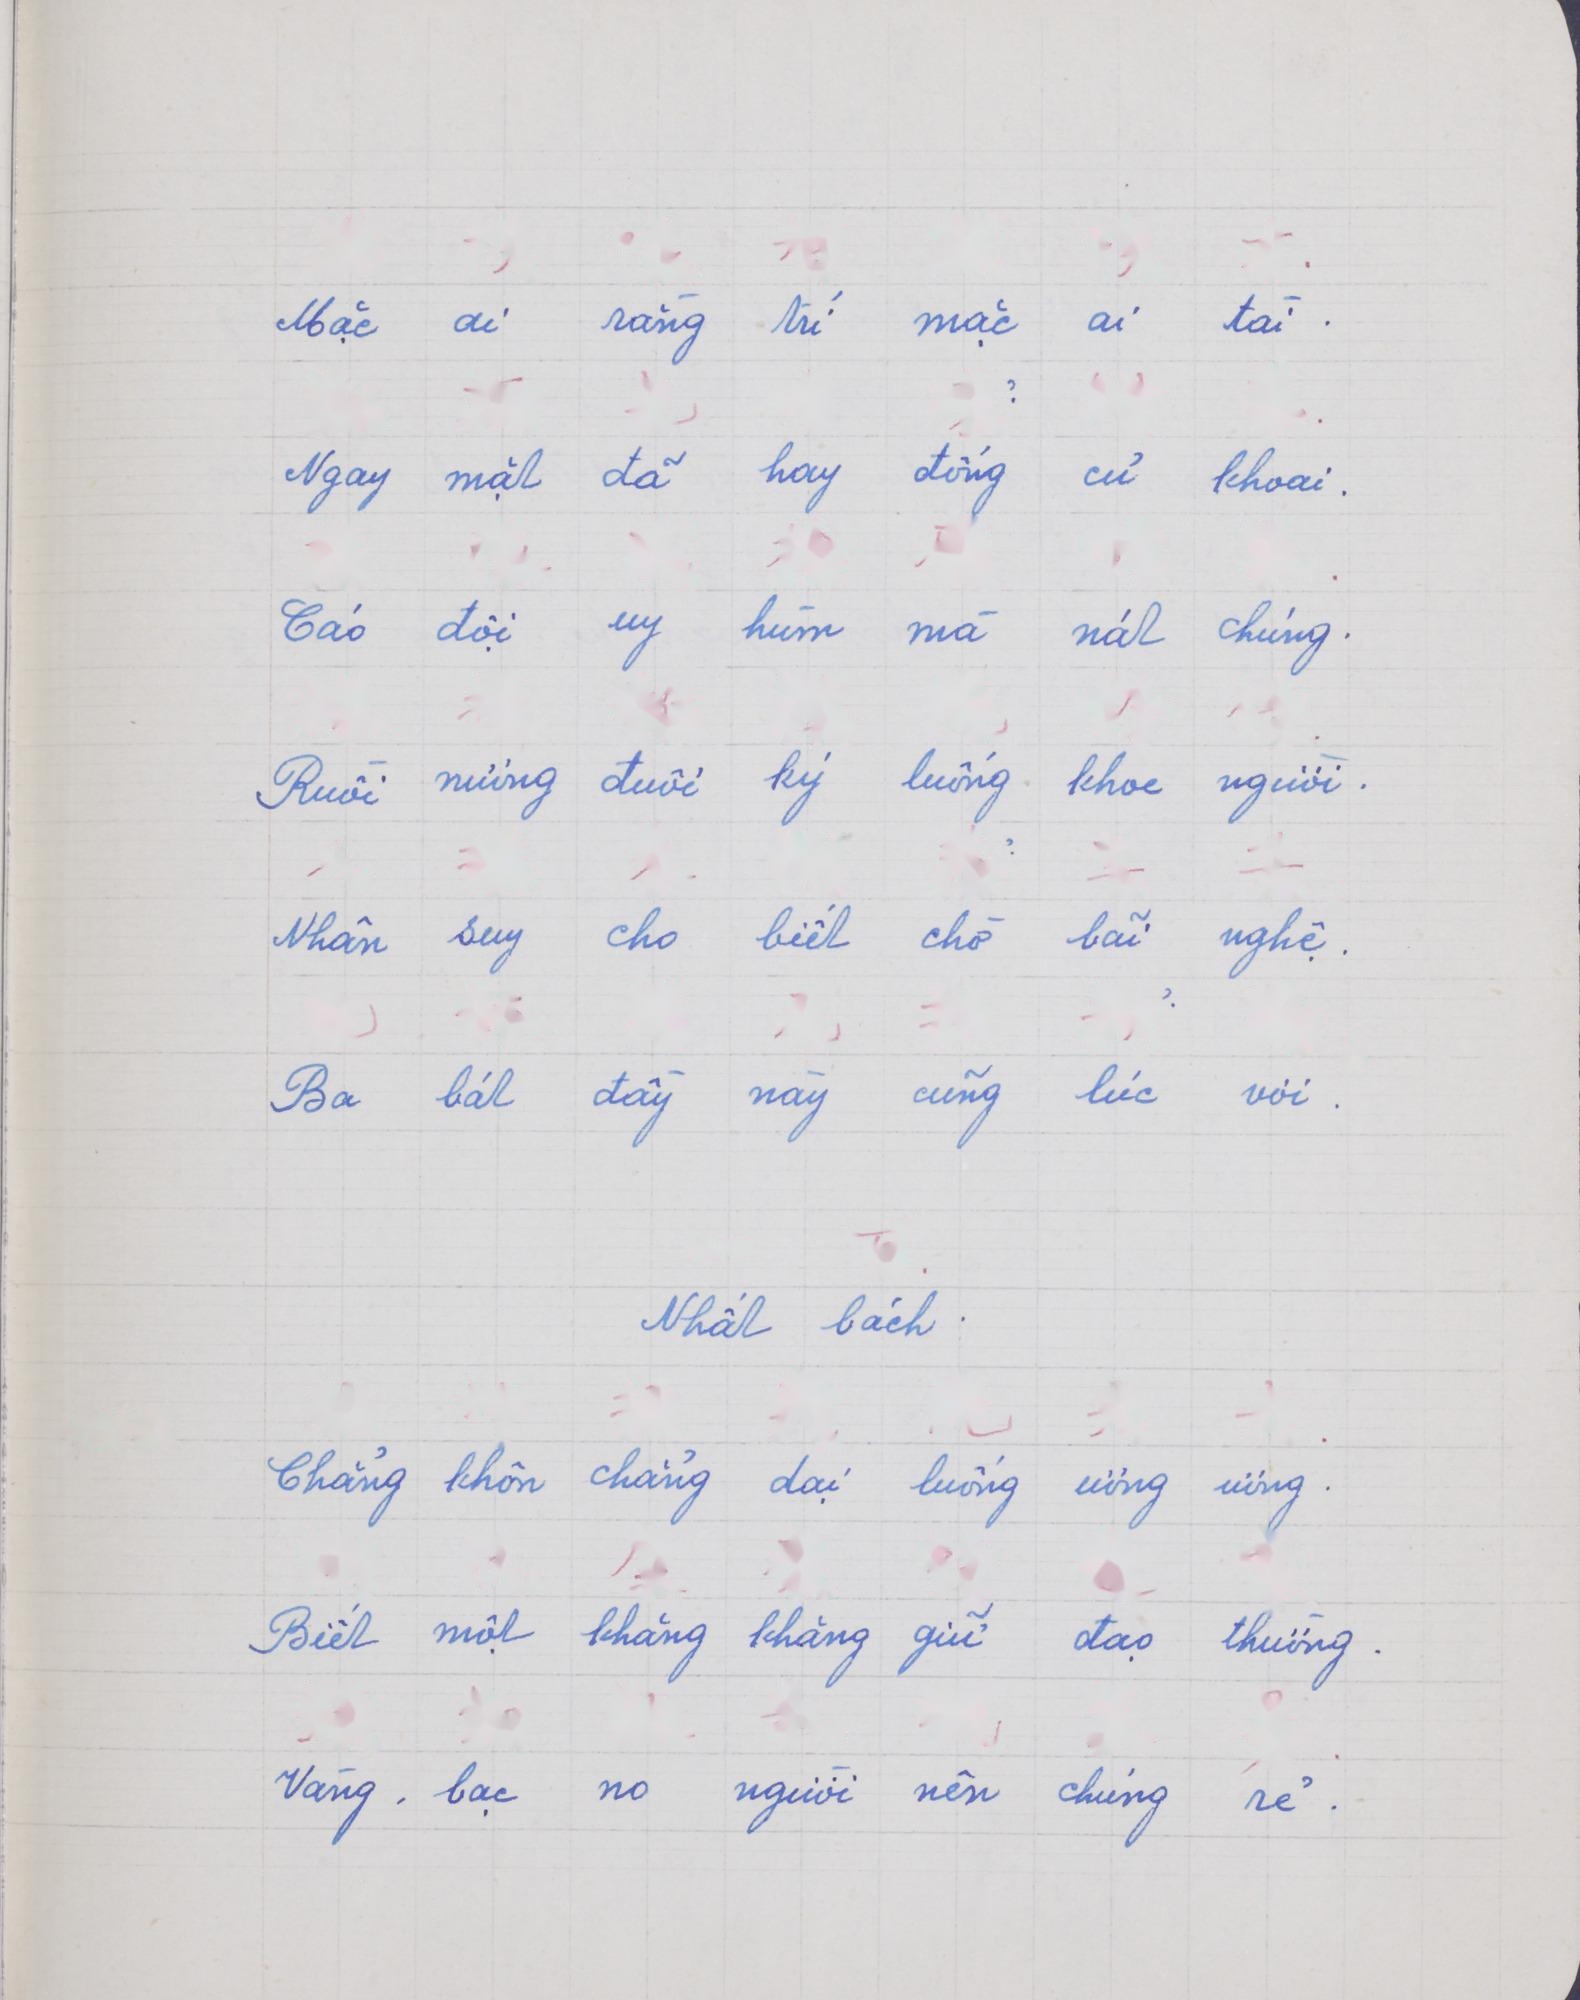 Mặc ai rằng trí mặc ai tài.
Ngay mặt đã hay đống củ khoai.
Cáo đội uy hùm mà nát chúng.
Ruồi nương đuôi ký luống khoe người.
Nhân suy cho biết chò bãi nghệ.
Ba bát đầy này cũng lúc vơi.
Nhất bách.
Chẳng khôn chẳng dại luống ương ương.
Biết một khăng khăng giữ đạo thường.
Vàng, bạc no người nên chúng rẻ.